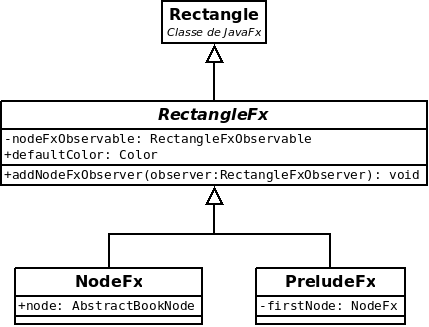 Rectangle
Classe de JavaFx
RectangleFx
-nodeFxObservable: RectangleFxObservable
+defaultColor: Color
+addNodeFxObserver(observer:RectangleFxObserver): void
NodeFx
+node: AbstractBookNode
PreludeFx
-firstNode: NodeFx